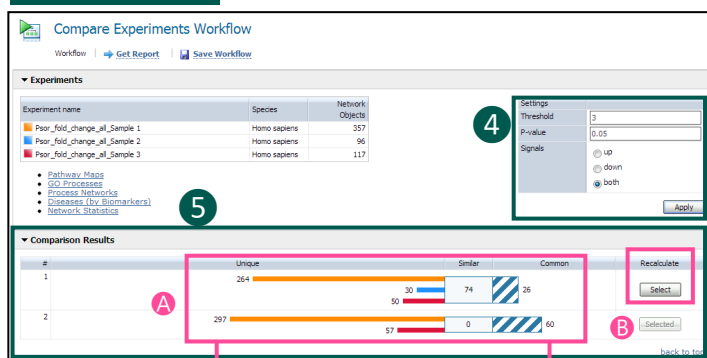 Compare Experiments Workflow
Workflow Get Report Save Workflow
Experiments
Experiment name Species Network Objects
Psor_fold_change_all_Sample 1 Homo sapiens 357
Psor_fold_change_all_Sample 2 Homo sapiens 96
Psor_fold_change_all_Sample 3 Homo sapiens 117
Pathway Maps
GO Processes
Process Networks
Diseases (by Biomarkers)
Network Statistics
4
Settings
Threshold 3
P-value 0.05
Signals up
down
both
Apply
5
Comparison Results
# Unique Similar Common Recalculate
1 264 30 50 74 26 Select
A
2 297 57 0 60 B Selected
back to top